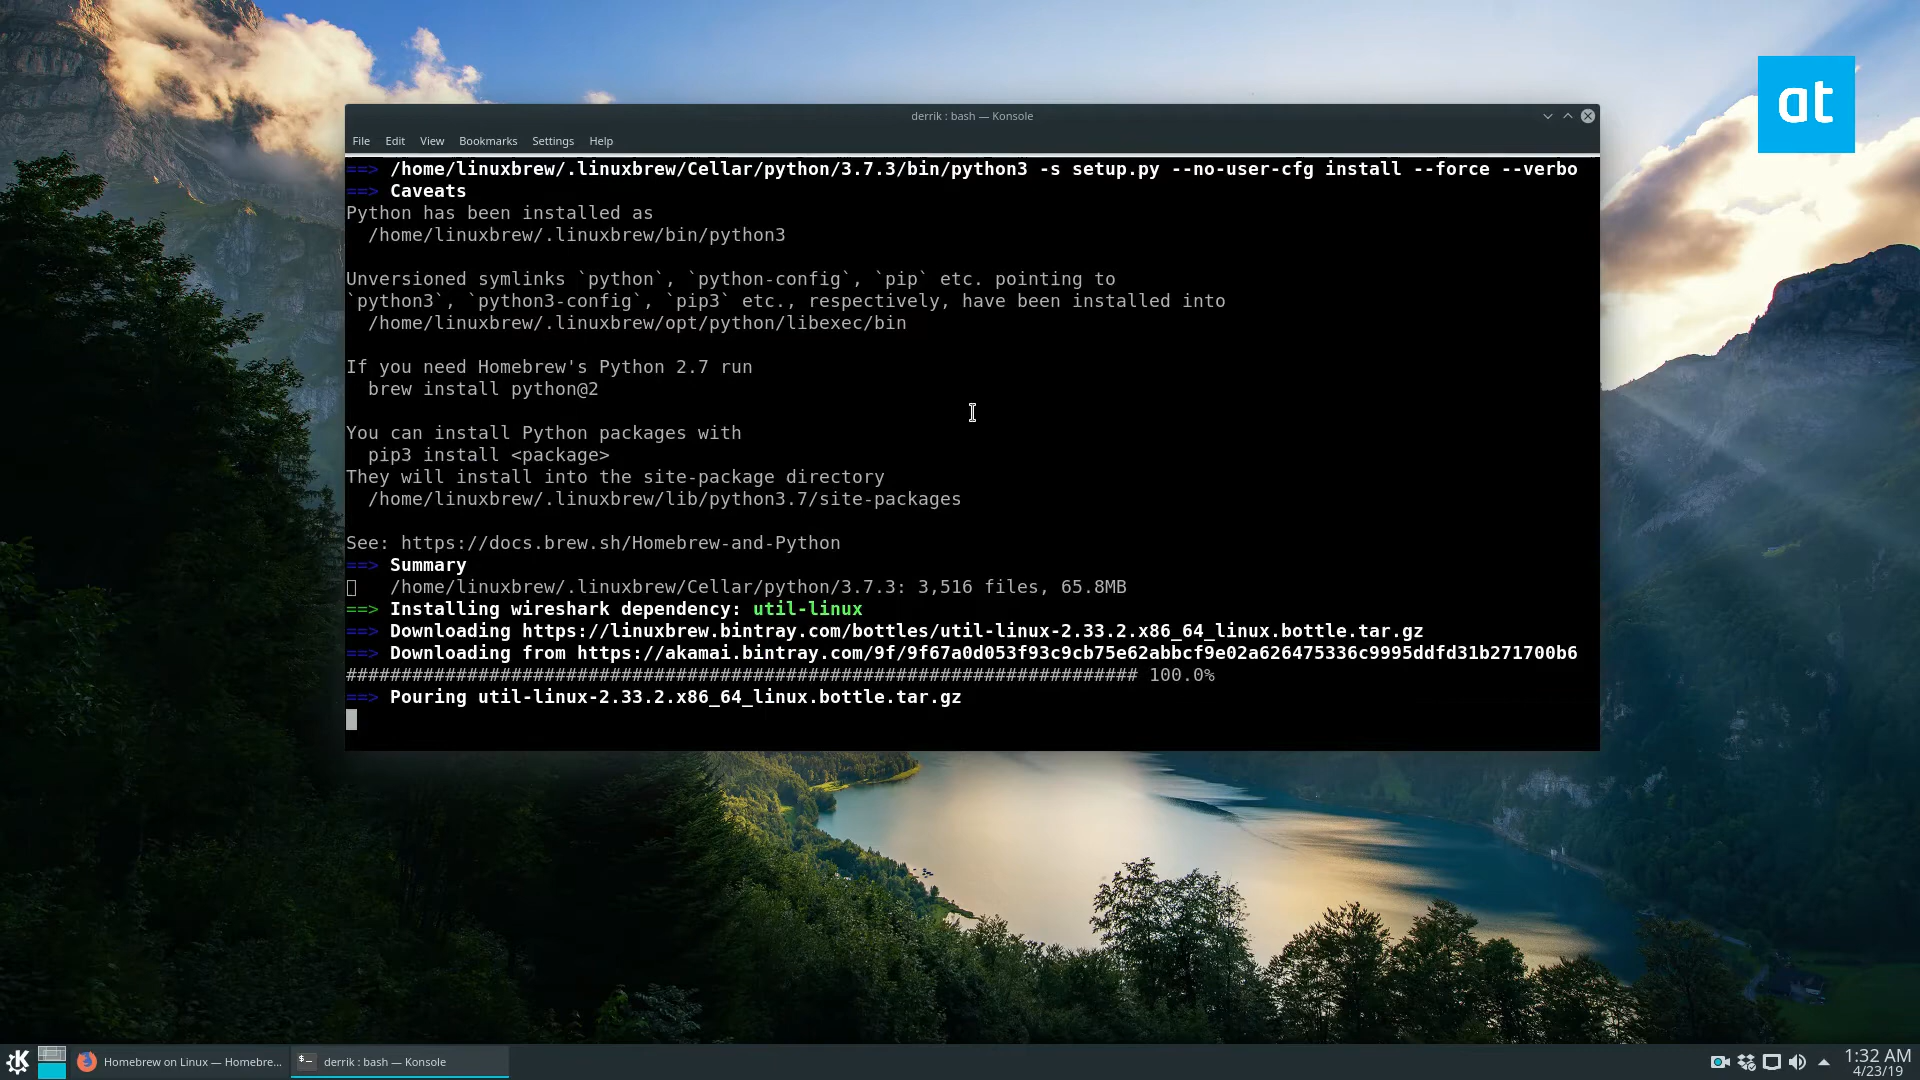 at
derrik : bash — Konsole
File Edit View Bookmarks Settings Help
==> /home/linuxbrew/.linuxbrew/Cellar/python/3.7.3/bin/python3 -s setup.py --no-user-cfg install --force --verbo
==> Caveats
Python has been installed as
  /home/linuxbrew/.linuxbrew/bin/python3
Unversioned symlinks `python`, `python-config`, `pip` etc. pointing to
`python3`, `python3-config`, `pip3` etc., respectively, have been installed into
  /home/linuxbrew/.linuxbrew/opt/python/libexec/bin
If you need Homebrew's Python 2.7 run
  brew install python@2
You can install Python packages with
  pip3 install <package>
They will install into the site-package directory
  /home/linuxbrew/.linuxbrew/lib/python3.7/site-packages
See: https://docs.brew.sh/Homebrew-and-Python
==> Summary
/home/linuxbrew/.linuxbrew/Cellar/python/3.7.3: 3,516 files, 65.8MB
==> Installing wireshark dependency: util-linux
==> Downloading https://linuxbrew.bintray.com/bottles/util-linux-2.33.2.x86_64_linux.bottle.tar.gz
==> Downloading from https://akamai.bintray.com/9f/9f67a0d053f93c9cb75e62abbcf9e02a626475336c9995ddfd31b271700b6
######################################################################## 100.0%
==> Pouring util-linux-2.33.2.x86_64_linux.bottle.tar.gz
Homebrew on Linux — Homebre...
derrik : bash — Konsole
1:32 AM
4/23/19